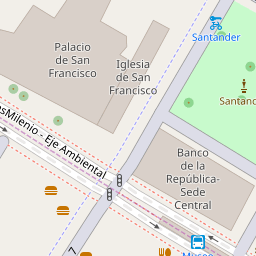 Santander
Palacio
de San
Francisco
Iglesia
de San
Francisco
Santand
sMilenio - Eje Ambiental
Banco
de la
República-
Sede
Central
Museo
7